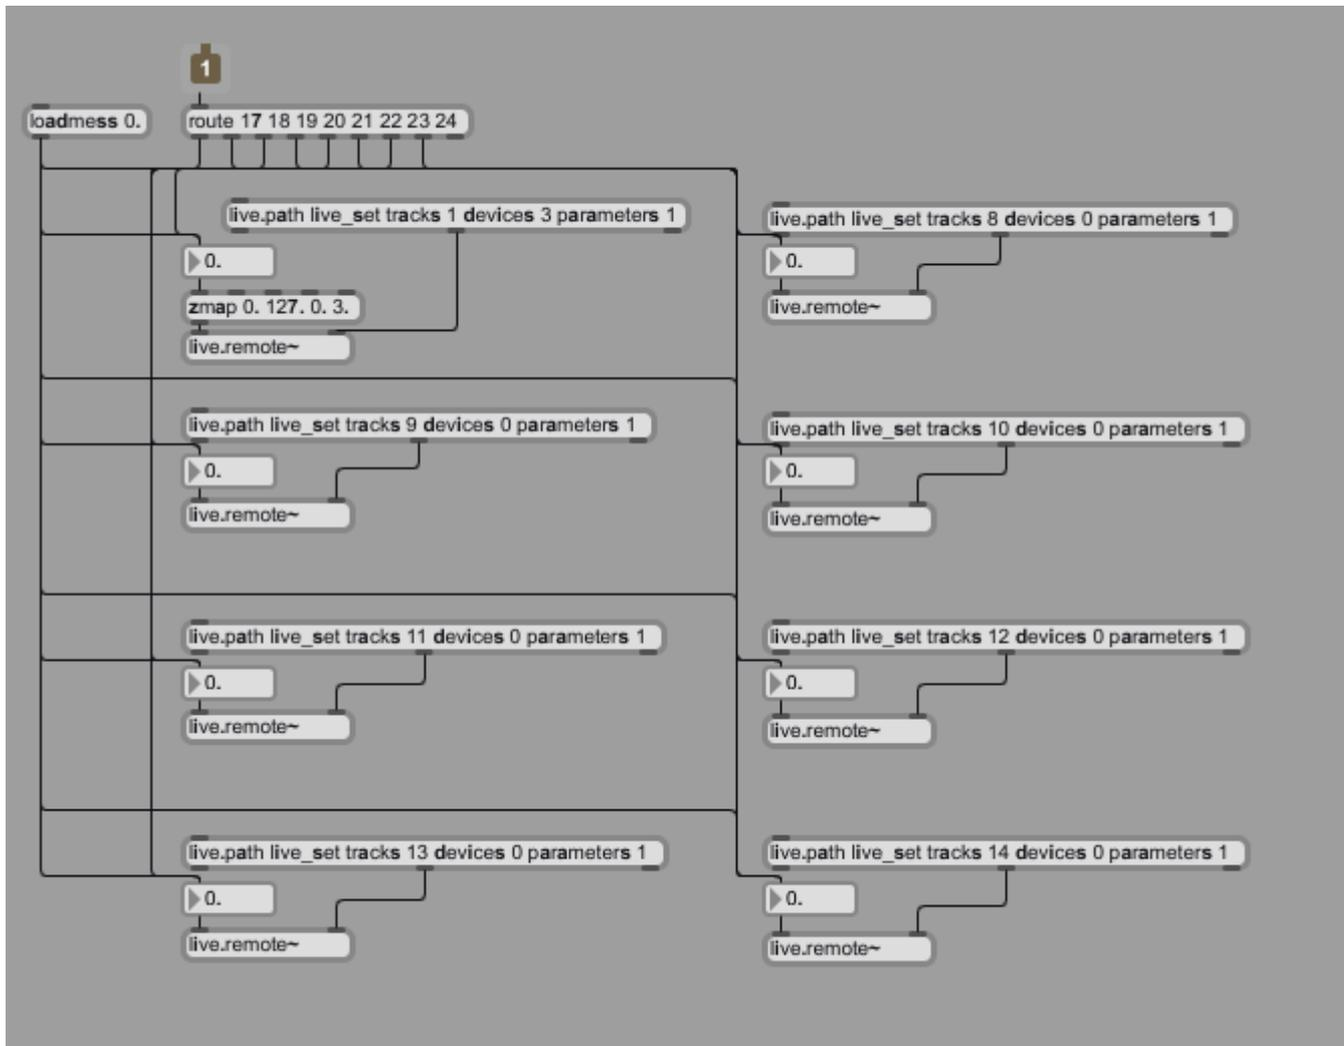 1
loadmess 0.
route 17 18 19 20 21 22 23 24
live.path live_set tracks 1 devices 3 parameters 1
live.path live_set tracks 8 devices 0 parameters 1
0.
0.
zmap 0. 127. 0. 3.
live.remote~
live.remote~
live.path live_set tracks 9 devices 0 parameters 1
live.path live_set tracks 10 devices 0 parameters 1
0.
0.
live.remote~
live.remote~
live.path live_set tracks 11 devices 0 parameters 1
live.path live_set tracks 12 devices 0 parameters 1
0.
0.
live.remote~
live.remote~
live.path live_set tracks 13 devices 0 parameters 1
live.path live_set tracks 14 devices 0 parameters 1
0.
0.
live.remote~
live.remote~